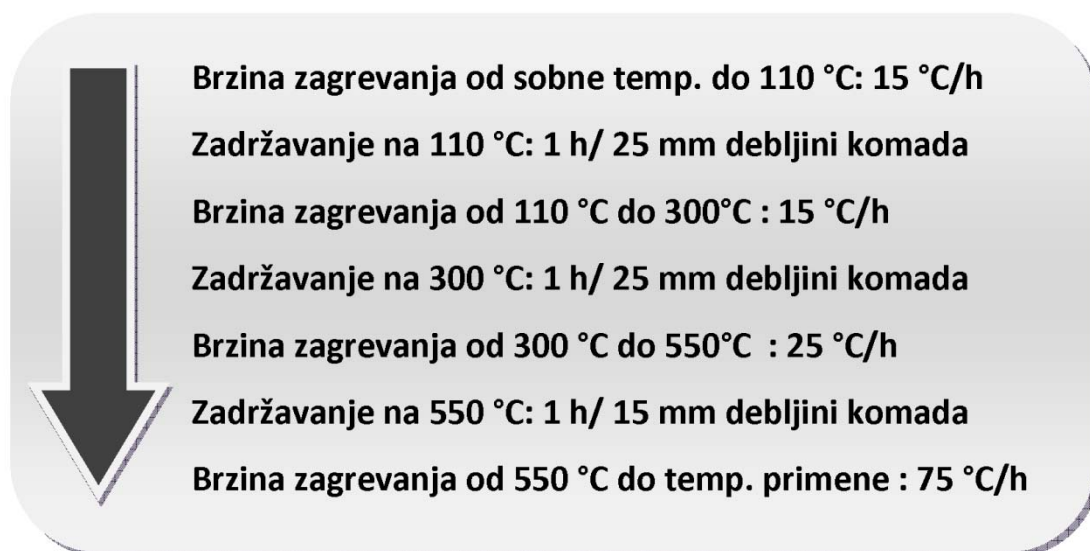 Brzina zagrevanja od sobne temp. do 110 °C: 15 °C/h
Zadržavanje na 110 °C: 1 h/ 25 mm debljini komada
Brzina zagrevanja od 110 °C do 300°C : 15 °C/h
Zadržavanje na 300 °C: 1 h/ 25 mm debljini komada
Brzina zagrevanja od 300 °C do 550°C  : 25 °C/h
Zadržavanje na 550 °C: 1 h/ 15 mm debljini komada
Brzina zagrevanja od 550 °C do temp. primene : 75 °C/h